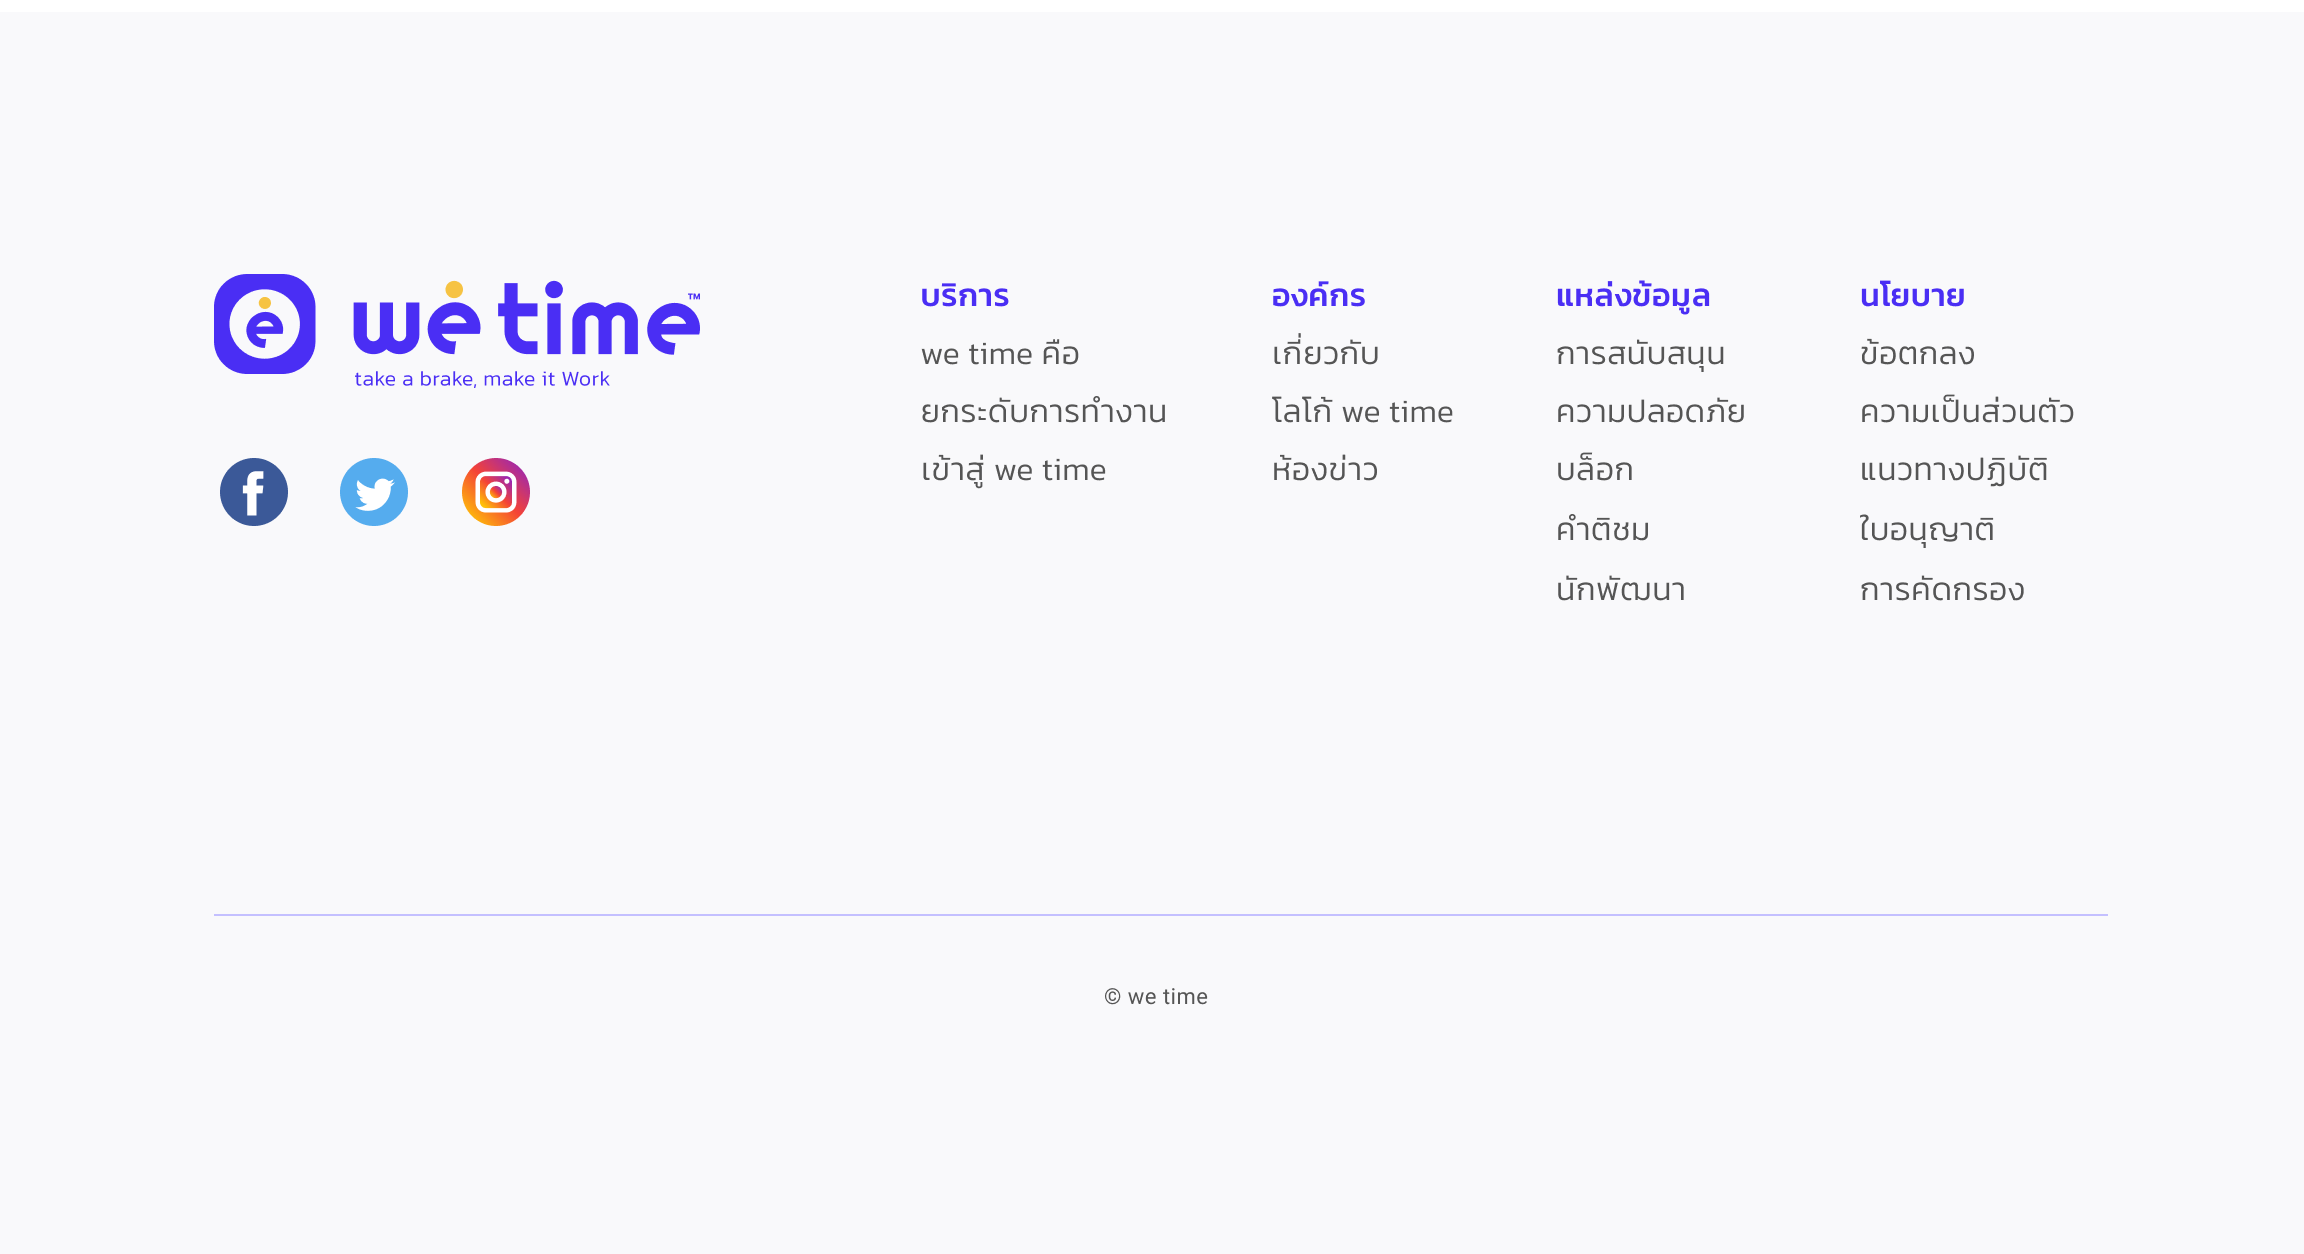 we time™
take a brake, make it Work
บริการ
we time คือ
ยกระดับการทำงาน
เข้าสู่ we time
องค์กร
เกี่ยวกับ
โลโก้ we time
ห้องข่าว
แหล่งข้อมูล
การสนับสนุน
ความปลอดภัย
บล็อก
คำติชม
นักพัฒนา
นโยบาย
ข้อตกลง
ความเป็นส่วนตัว
แนวทางปฏิบัติ
ใบอนุญาติ
การคัดกรอง
© we time